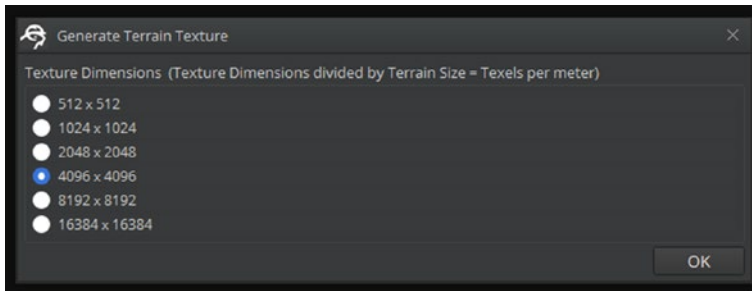 Generate Terrain Texture
Texture Dimensions (Texture Dimensions divided by Terrain Size = Texels per meter)
512 x 512
1024 x 1024
2048 x 2048
4096 x 4096
8192 x 8192
16384 x 16384
OK